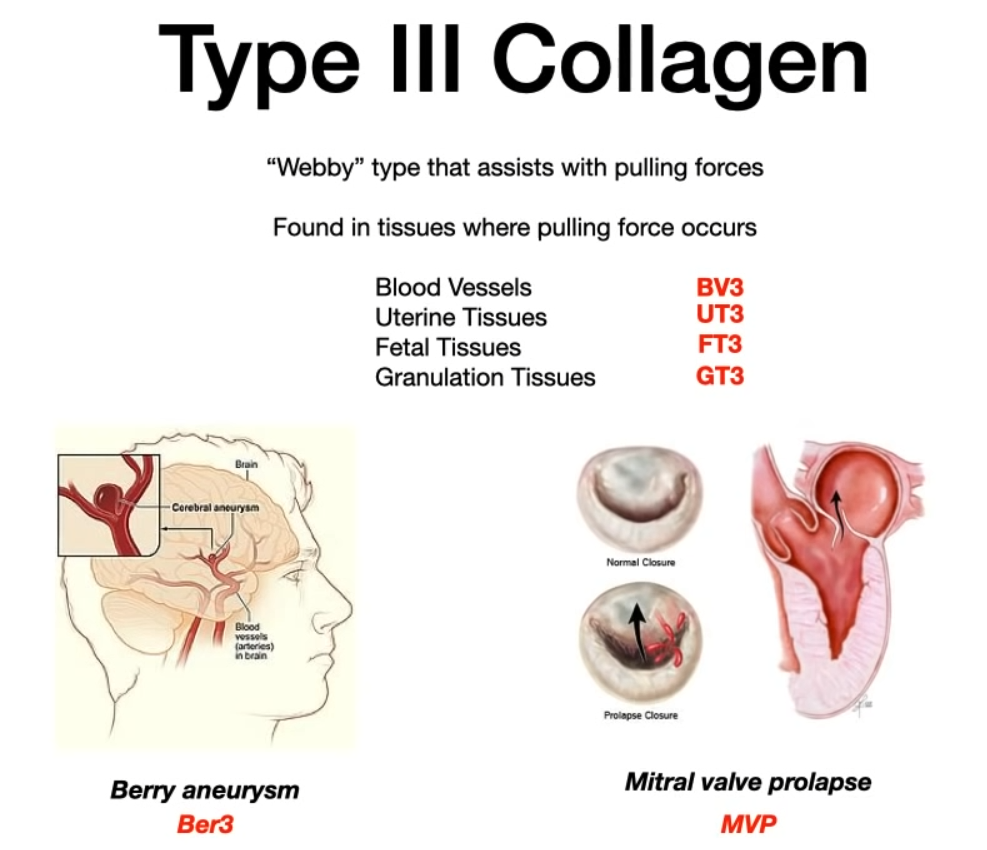 Type III Collagen
“Webby” type that assists with pulling forces
Found in tissues where pulling force occurs
Blood Vessels BV3
Uterine Tissues UT3
Fetal Tissues FT3
Granulation Tissues GT3
Brain
Cerebral aneurysm
Blood
vessels
(arteries)
in brain
Normal Closure
Prolapse Closure
Berry aneurysm
Ber3
Mitral valve prolapse
MVP